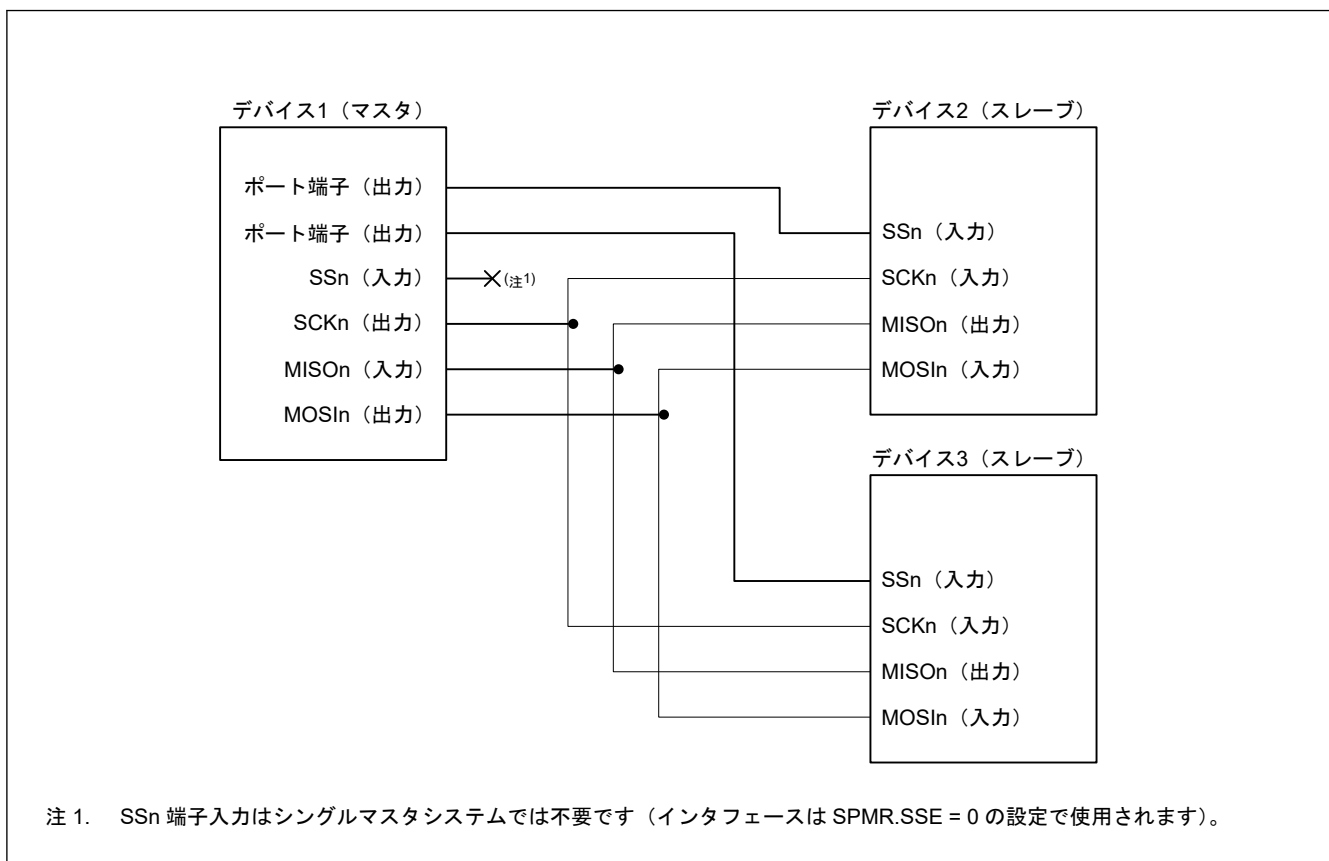 デバイス1（マスタ）
ポート端子（出力）
ポート端子（出力）
SSn（入力）
(注1)
SCKn（出力）
MISOn（入力）
MOSIn（出力）
デバイス2（スレーブ）
SSn（入力）
SCKn（入力）
MISOn（出力）
MOSIn（入力）
デバイス3（スレーブ）
SSn（入力）
SCKn（入力）
MISOn（出力）
MOSIn（入力）
注 1. SSn 端子入力はシングルマスタシステムでは不要です（インタフェースは SPMR.SSE = 0 の設定で使用されます）。